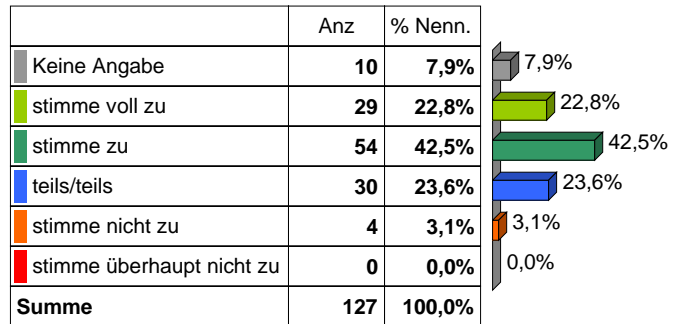 Anz % Nenn.
Keine Angabe 10 7,9% 7,9%
stimme voll zu 29 22,8% 22,8%
stimme zu 54 42,5% 42,5%
teils/teils 30 23,6% 23,6%
stimme nicht zu 4 3,1% 3,1%
stimme überhaupt nicht zu 0 0,0% 0,0%
Summe 127 100,0%